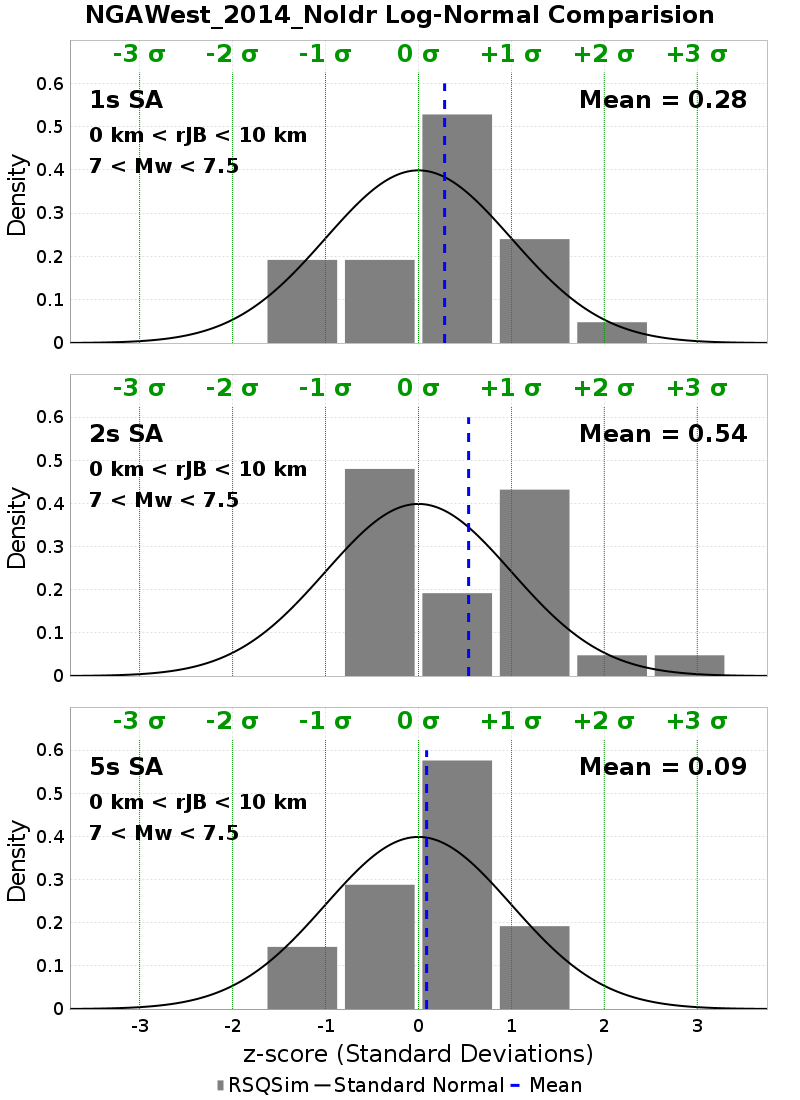 NGAWest_2014_NoIdr Log-Normal Comparision
-3 σ -2 σ -1 σ 0 σ +1 σ +2 σ +3 σ
1s SA Mean = 0.28
0 km < rJB < 10 km
7 < Mw < 7.5
Density
0.6
0.5
0.4
0.3
0.2
0.1
0
-3 σ -2 σ -1 σ 0 σ +1 σ +2 σ +3 σ
2s SA Mean = 0.54
0 km < rJB < 10 km
7 < Mw < 7.5
Density
0.6
0.5
0.4
0.3
0.2
0.1
0
-3 σ -2 σ -1 σ 0 σ +1 σ +2 σ +3 σ
5s SA Mean = 0.09
0 km < rJB < 10 km
7 < Mw < 7.5
Density
0.6
0.5
0.4
0.3
0.2
0.1
0
-3 -2 -1 0 1 2 3
z-score (Standard Deviations)
RSQSim Standard Normal Mean